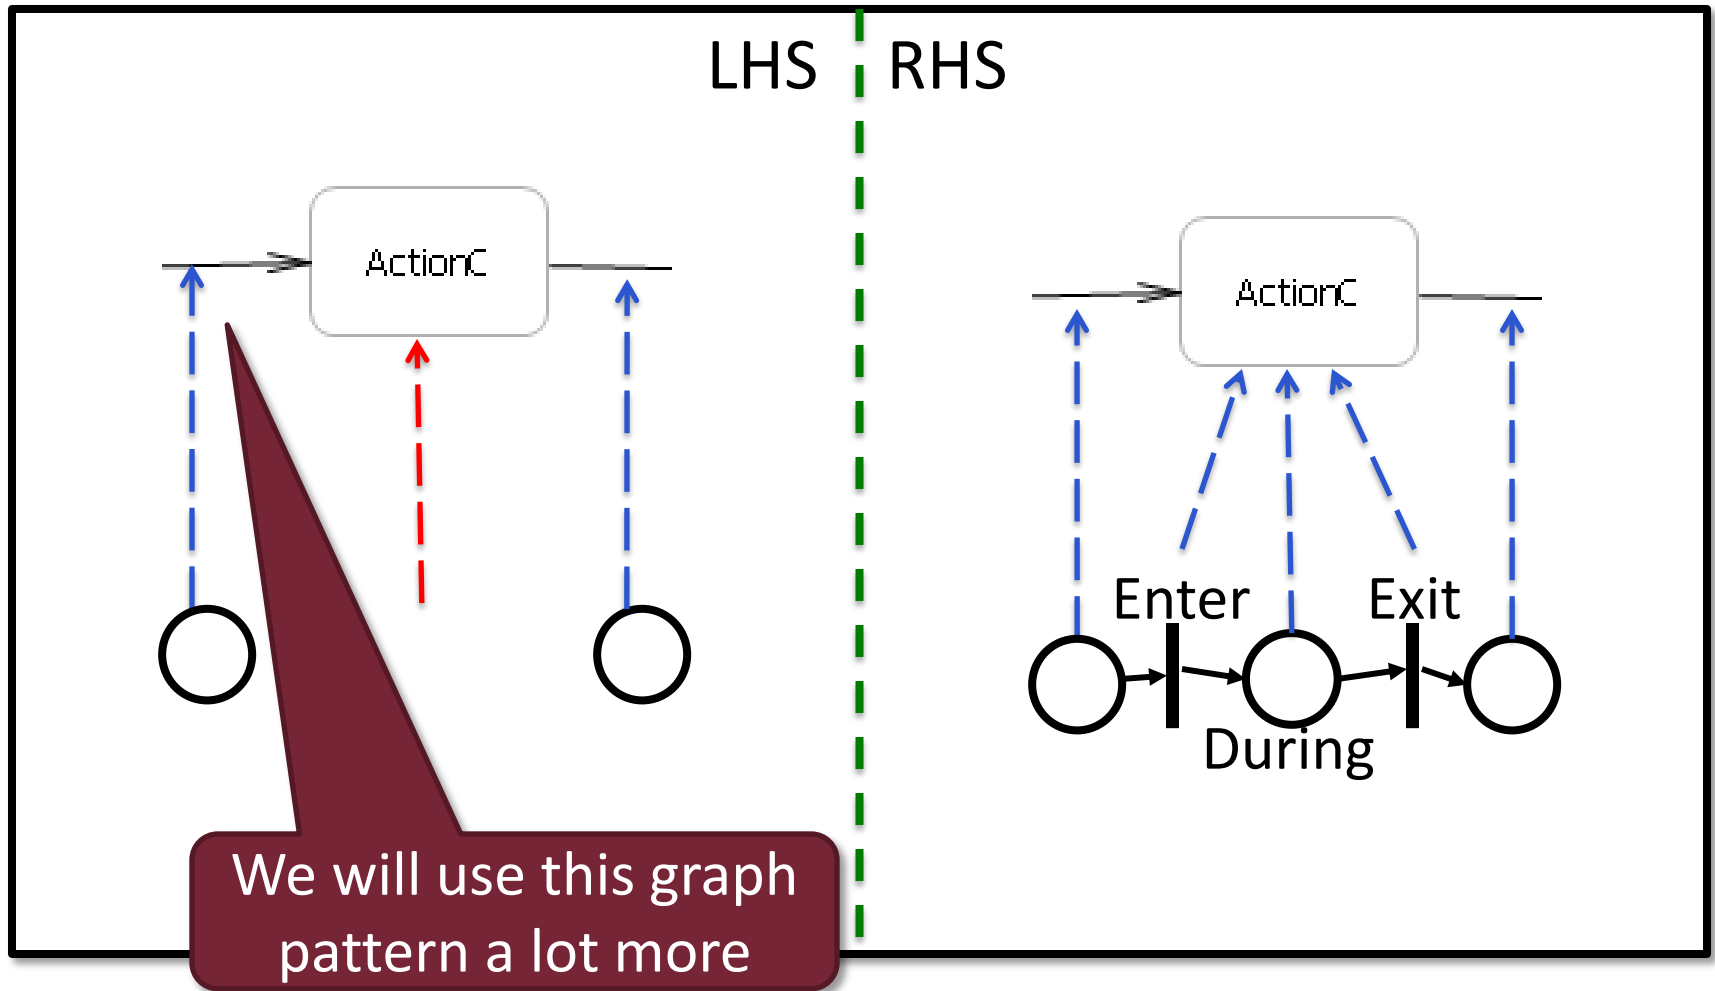 LHS
RHS
ActionC
ActionC
Enter
Exit
During
We will use this graph
pattern a lot more